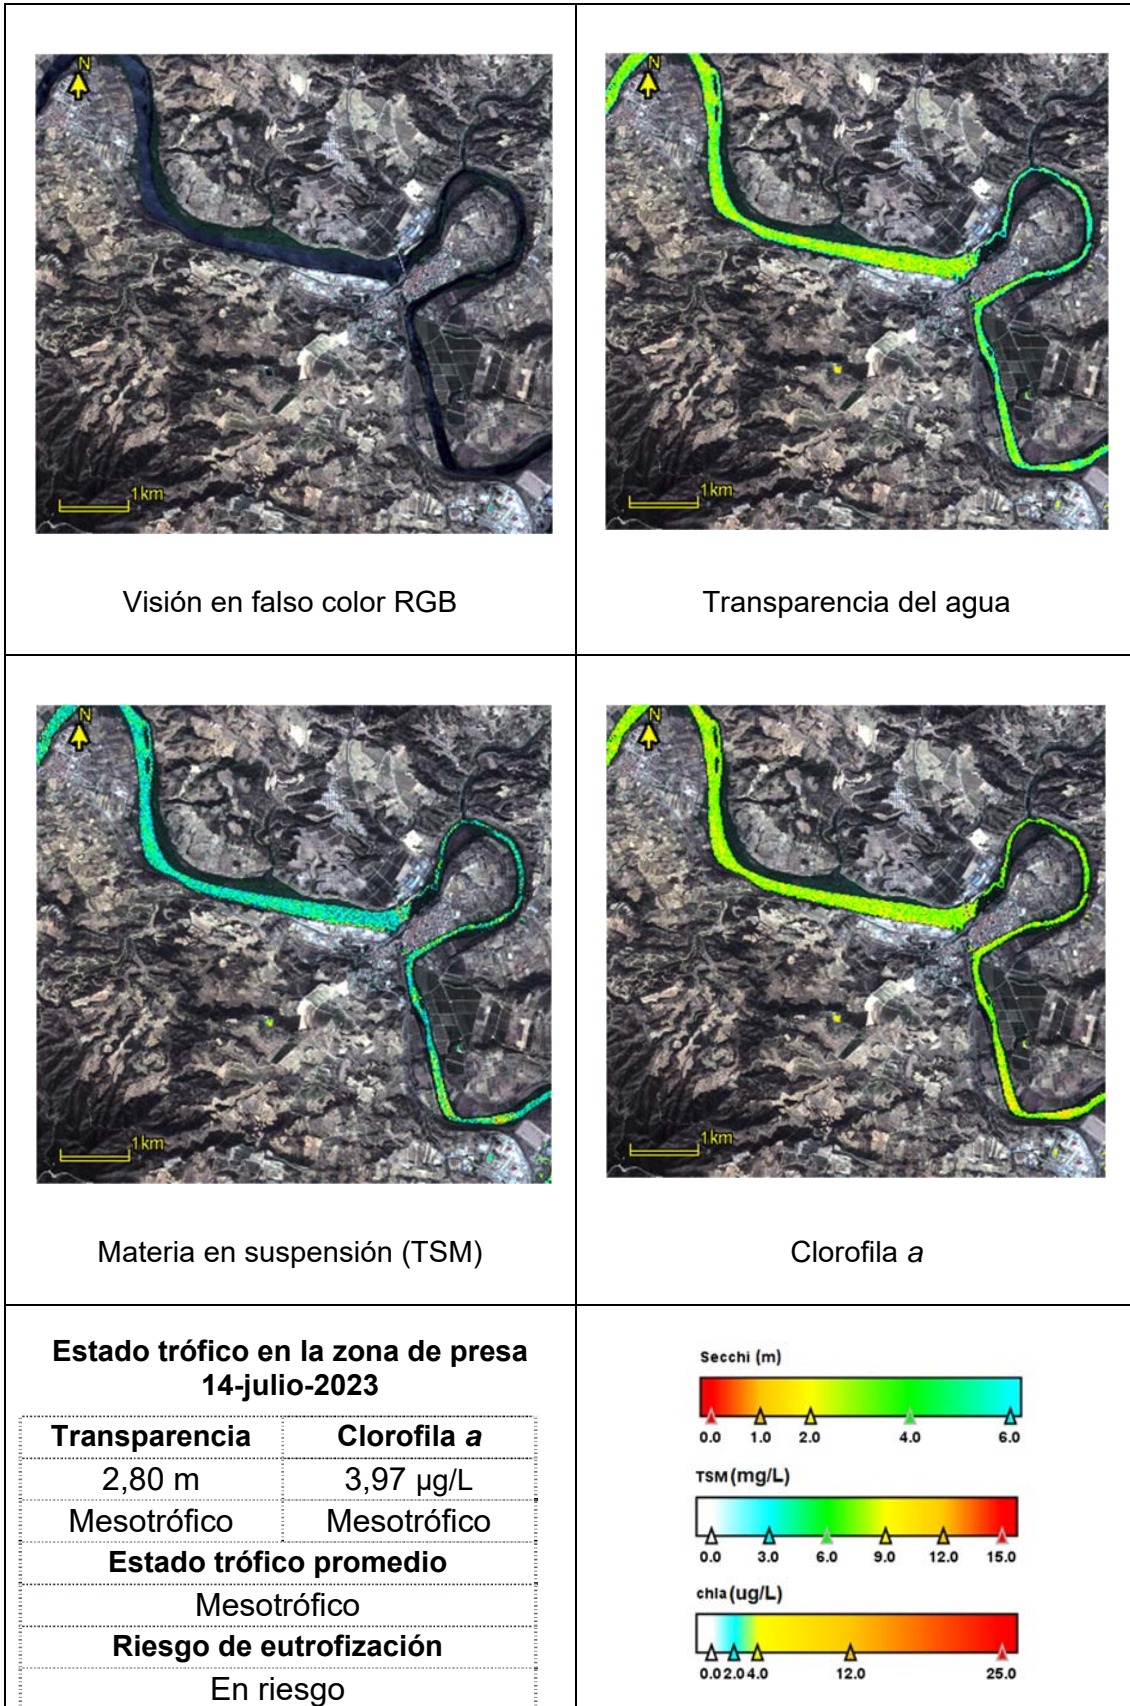 N
1km
Visión en falso color RGB
N
1km
Transparencia del agua
N
1km
Materia en suspensión (TSM)
N
1km
Clorofila a
Estado trófico en la zona de presa
14-julio-2023
Transparencia Clorofila a
2,80 m 3,97 µg/L
Mesotrófico Mesotrófico
Estado trófico promedio
Mesotrófico
Riesgo de eutrofización
En riesgo
Secchi (m)
0.0 1.0 2.0 4.0 6.0
TSM (mg/L)
0.0 3.0 6.0 9.0 12.0 15.0
chla (ug/L)
0.0 2.0 4.0 12.0 25.0